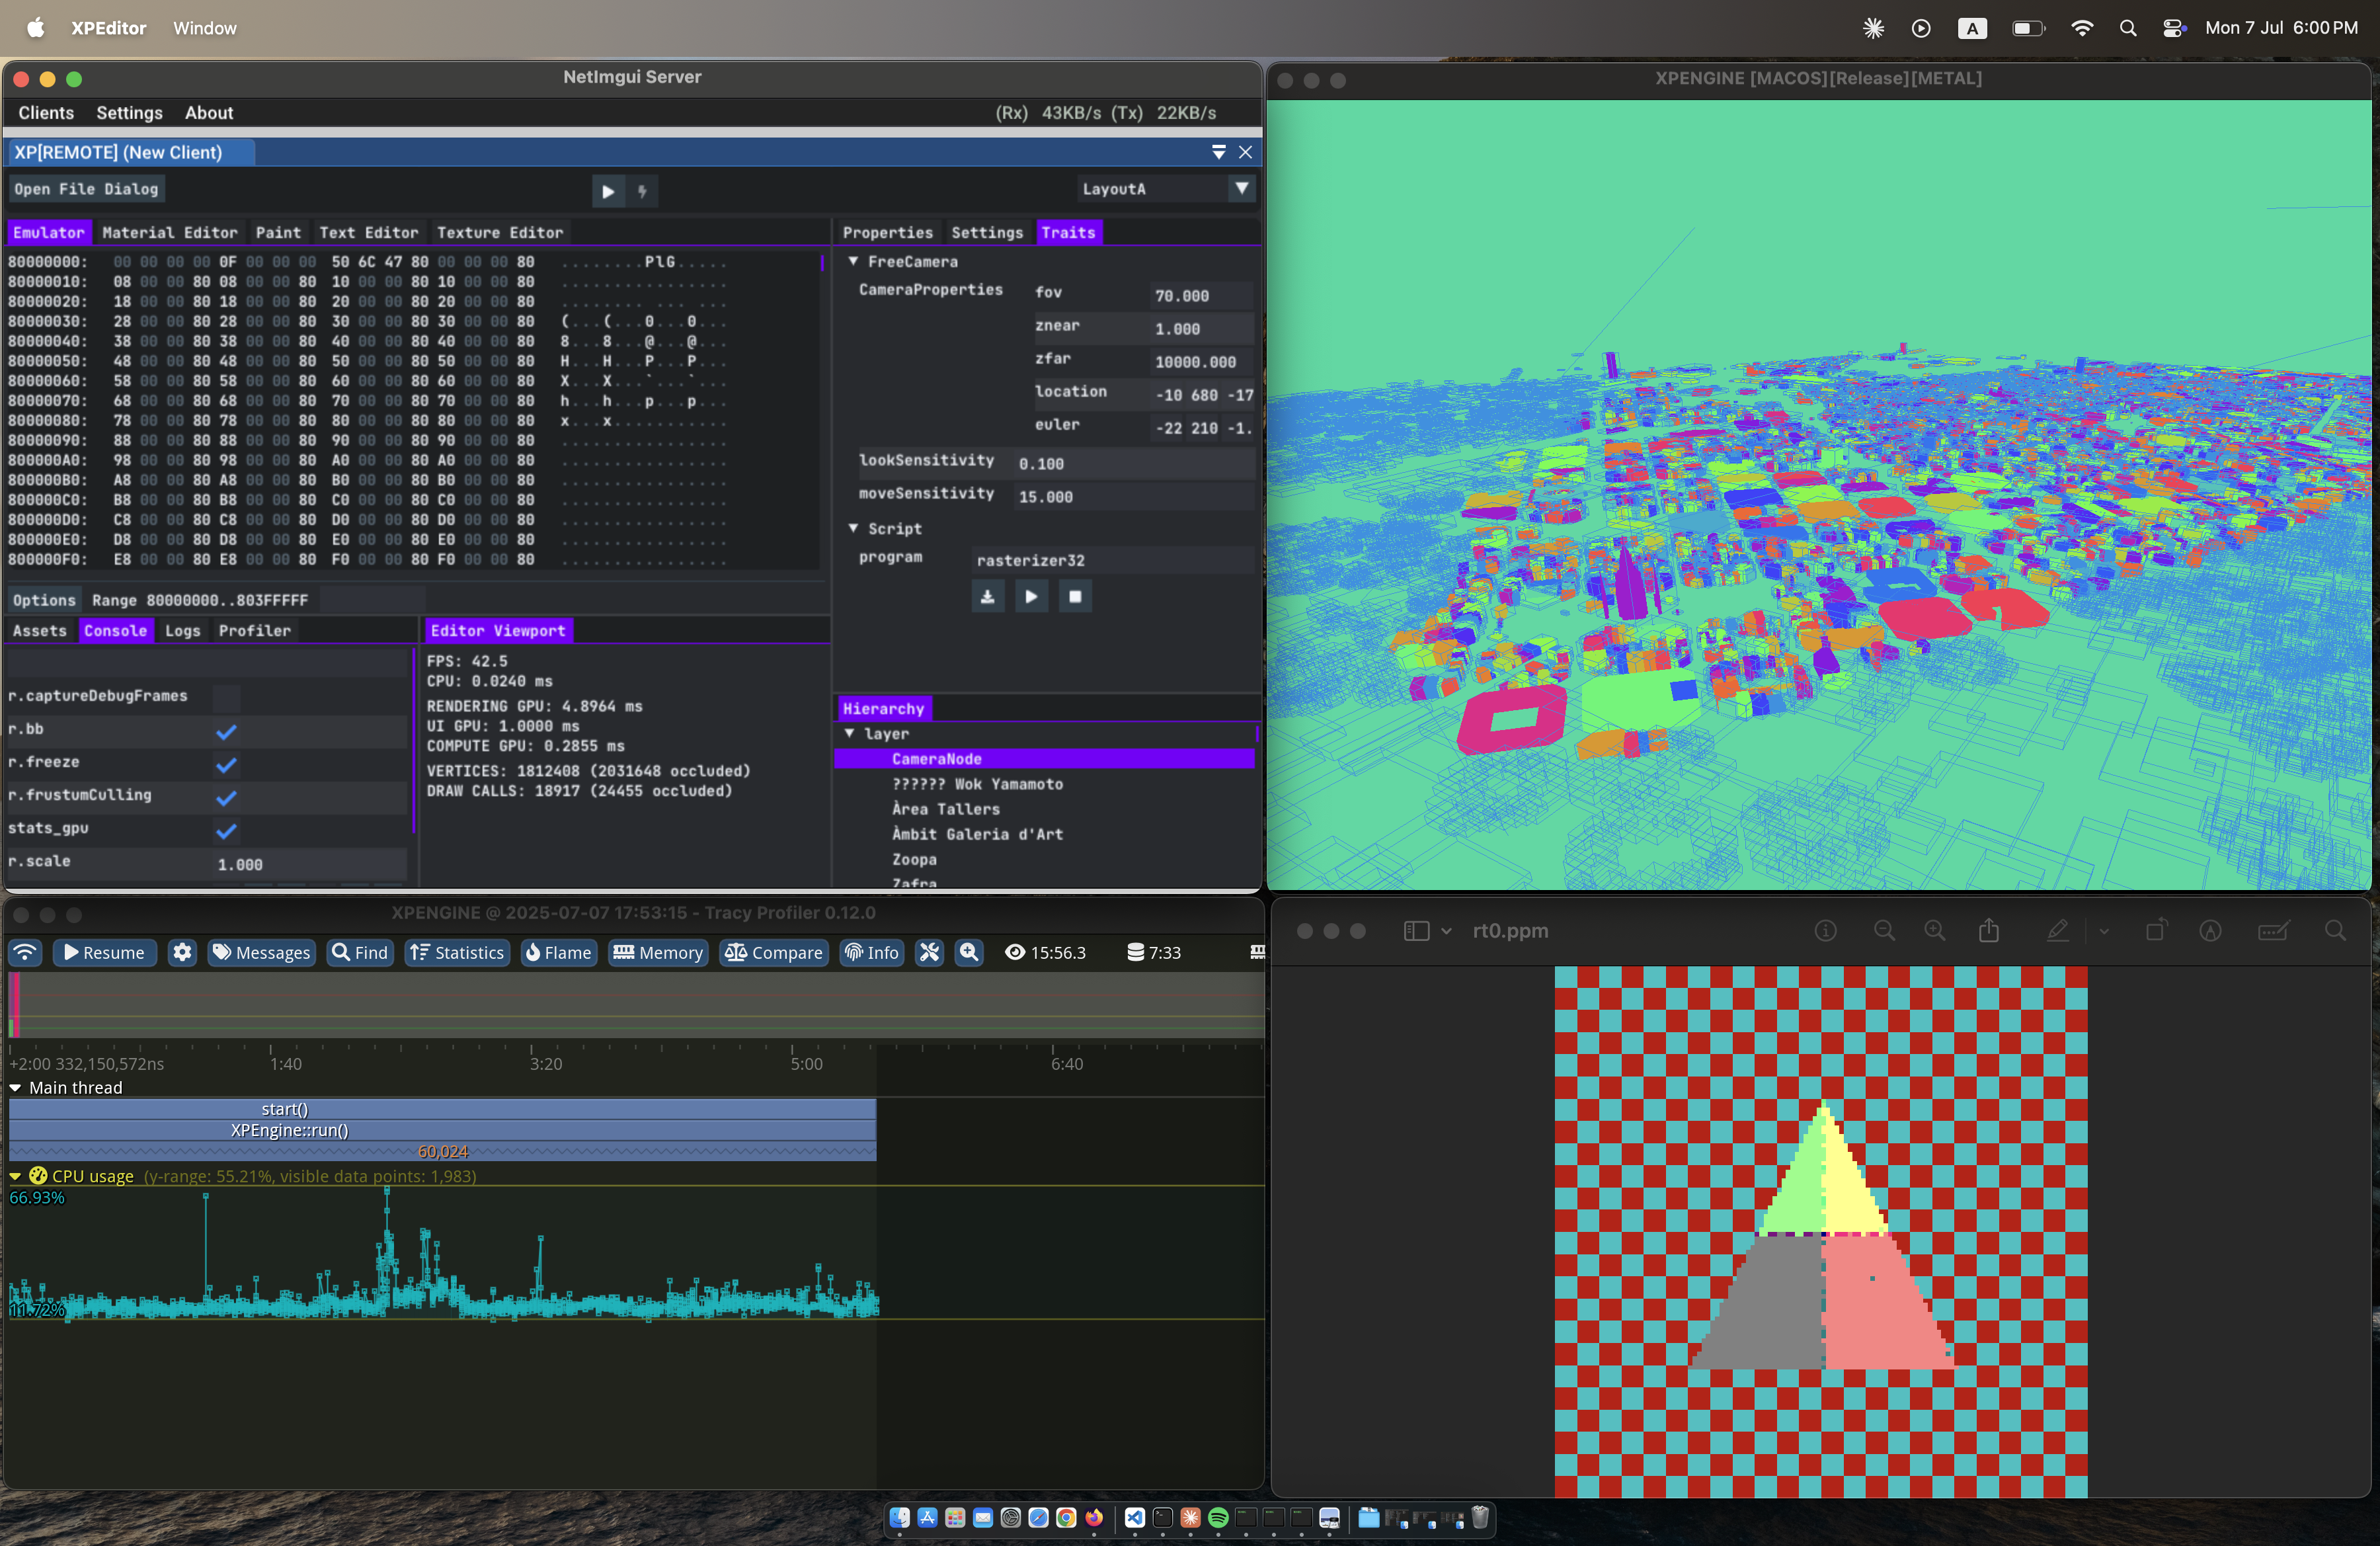 XPEditor Window
A Mon 7 Jul 6:00 PM
NetImgui Server
Clients Settings About (Rx) 43KB/s (Tx) 22KB/s
XP[REMOTE] (New Client)
Open File Dialog LayoutA
Emulator Material Editor Paint Text Editor Texture Editor
80000000: 00 00 00 00 0F 00 00 00 50 6C 47 80 00 00 00 80 ........PlG.....
80000010: 08 00 00 80 08 00 00 80 10 00 00 80 10 00 00 80 ................
80000020: 18 00 00 80 18 00 00 80 20 00 00 80 20 00 00 80 ........ ... ...
80000030: 28 00 00 80 28 00 00 80 30 00 00 80 30 00 00 80 (...(...0...0...
80000040: 38 00 00 80 38 00 00 80 40 00 00 80 40 00 00 80 8...8...@...@...
80000050: 48 00 00 80 48 00 00 80 50 00 00 80 50 00 00 80 H...H...P...P...
80000060: 58 00 00 80 58 00 00 80 60 00 00 80 60 00 00 80 X...X...`...`...
80000070: 68 00 00 80 68 00 00 80 70 00 00 80 70 00 00 80 h...h...p...p...
80000080: 78 00 00 80 78 00 00 80 80 00 00 80 80 00 00 80 x...x...........
80000090: 88 00 00 80 88 00 00 80 90 00 00 80 90 00 00 80 ................
800000A0: 98 00 00 80 98 00 00 80 A0 00 00 80 A0 00 00 80 ................
800000B0: A8 00 00 80 A8 00 00 80 B0 00 00 80 B0 00 00 80 ................
800000C0: B8 00 00 80 B8 00 00 80 C0 00 00 80 C0 00 00 80 ................
800000D0: C8 00 00 80 C8 00 00 80 D0 00 00 80 D0 00 00 80 ................
800000E0: D8 00 00 80 D8 00 00 80 E0 00 00 80 E0 00 00 80 ................
800000F0: E8 00 00 80 E8 00 00 80 F0 00 00 80 F0 00 00 80 ................
Options Range 80000000..803FFFFF
Properties Settings Traits
FreeCamera
CameraProperties
fov 70.000
znear 1.000
zfar 10000.000
location -10 680 -17
euler -22 210 -1.
lookSensitivity 0.100
moveSensitivity 15.000
Script
program rasterizer32
Assets Console Logs Profiler
r.captureDebugFrames
r.bb
r.freeze
r.frustumCulling
stats_gpu
r.scale 1.000
Editor Viewport
FPS: 42.5
CPU: 0.0240 ms
RENDERING GPU: 4.8964 ms
UI GPU: 1.0000 ms
COMPUTE GPU: 0.2855 ms
VERTICES: 1812408 (2031648 occluded)
DRAW CALLS: 18917 (24455 occluded)
Hierarchy
layer
CameraNode
?????? Wok Yamamoto
Àrea Tallers
Àmbit Galeria d'Art
Zoopa
Zafra
XPENGINE [MACOS][Release][METAL]
XPENGINE @ 2025-07-07 17:53:15 - Tracy Profiler 0.12.0
Resume Messages Find Statistics Flame Memory Compare Info 15:56.3 7:33
+2:00 332,150,572ns 1:40 3:20 5:00 6:40
Main thread
start()
XPEngine::run()
60,024
CPU usage (y-range: 55.21%, visible data points: 1,983)
66.93%
11.72%
rt0.ppm